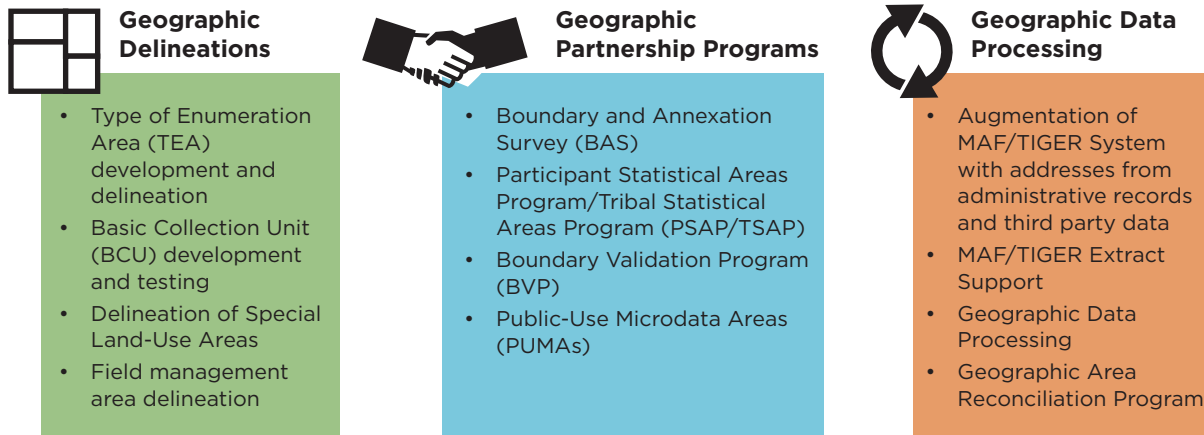 Geographic
Delineations
• Type of Enumeration
Area (TEA)
development and
delineation
• Basic Collection Unit
(BCU) development
and testing
• Delineation of Special
Land-Use Areas
• Field management
area delineation
Geographic
Partnership Programs
• Boundary and Annexation
Survey (BAS)
• Participant Statistical Areas
Program/Tribal Statistical
Areas Program (PSAP/TSAP)
• Boundary Validation Program
(BVP)
• Public-Use Microdata Areas
(PUMAs)
Geographic Data
Processing
• Augmentation of
MAF/TIGER System
with addresses from
administrative records
and third party data
• MAF/TIGER Extract
Support
• Geographic Data
Processing
• Geographic Area
Reconciliation Program